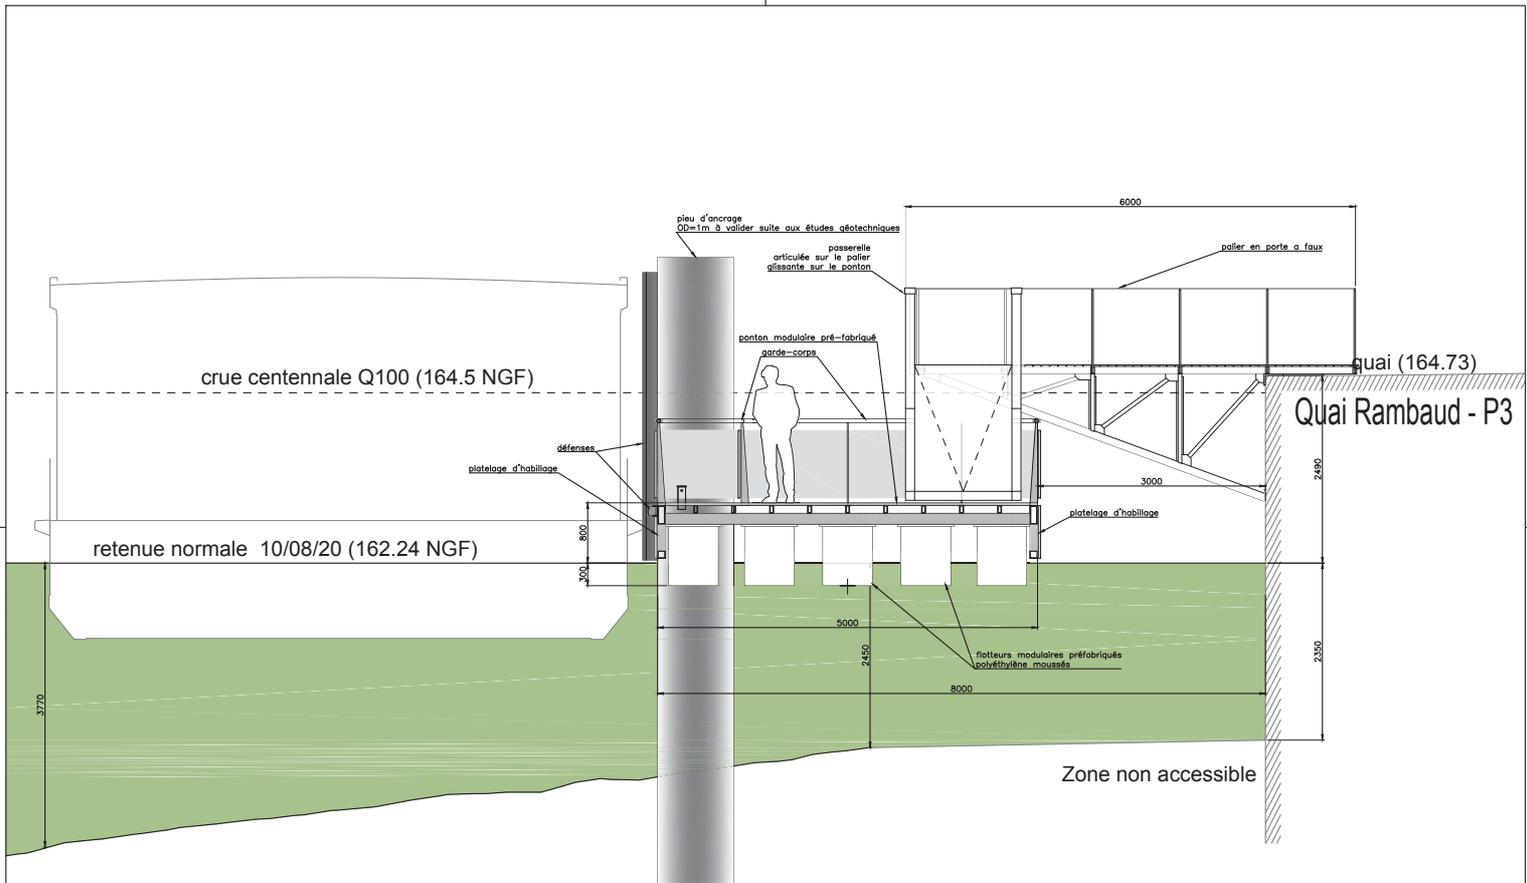 6000
pieu d'ancrage
OD=1m à valider suite aux études géotechniques
passerelle
articulée sur le palier
glissante sur le ponton
palier en porte a faux
ponton modulaire pré-fabriqué
garde-corps
quai (164.73)
crue centennale Q100 (164.5 NGF)
Quai Rambaud - P3
défenses
platelage d'habillage
2490
3000
platelage d'habillage
800
retenue normale 10/08/20 (162.24 NGF)
300
5000
2450
flotteurs modulaires préfabriqués
polyéthylène moussés
2350
8000
3770
Zone non accessible